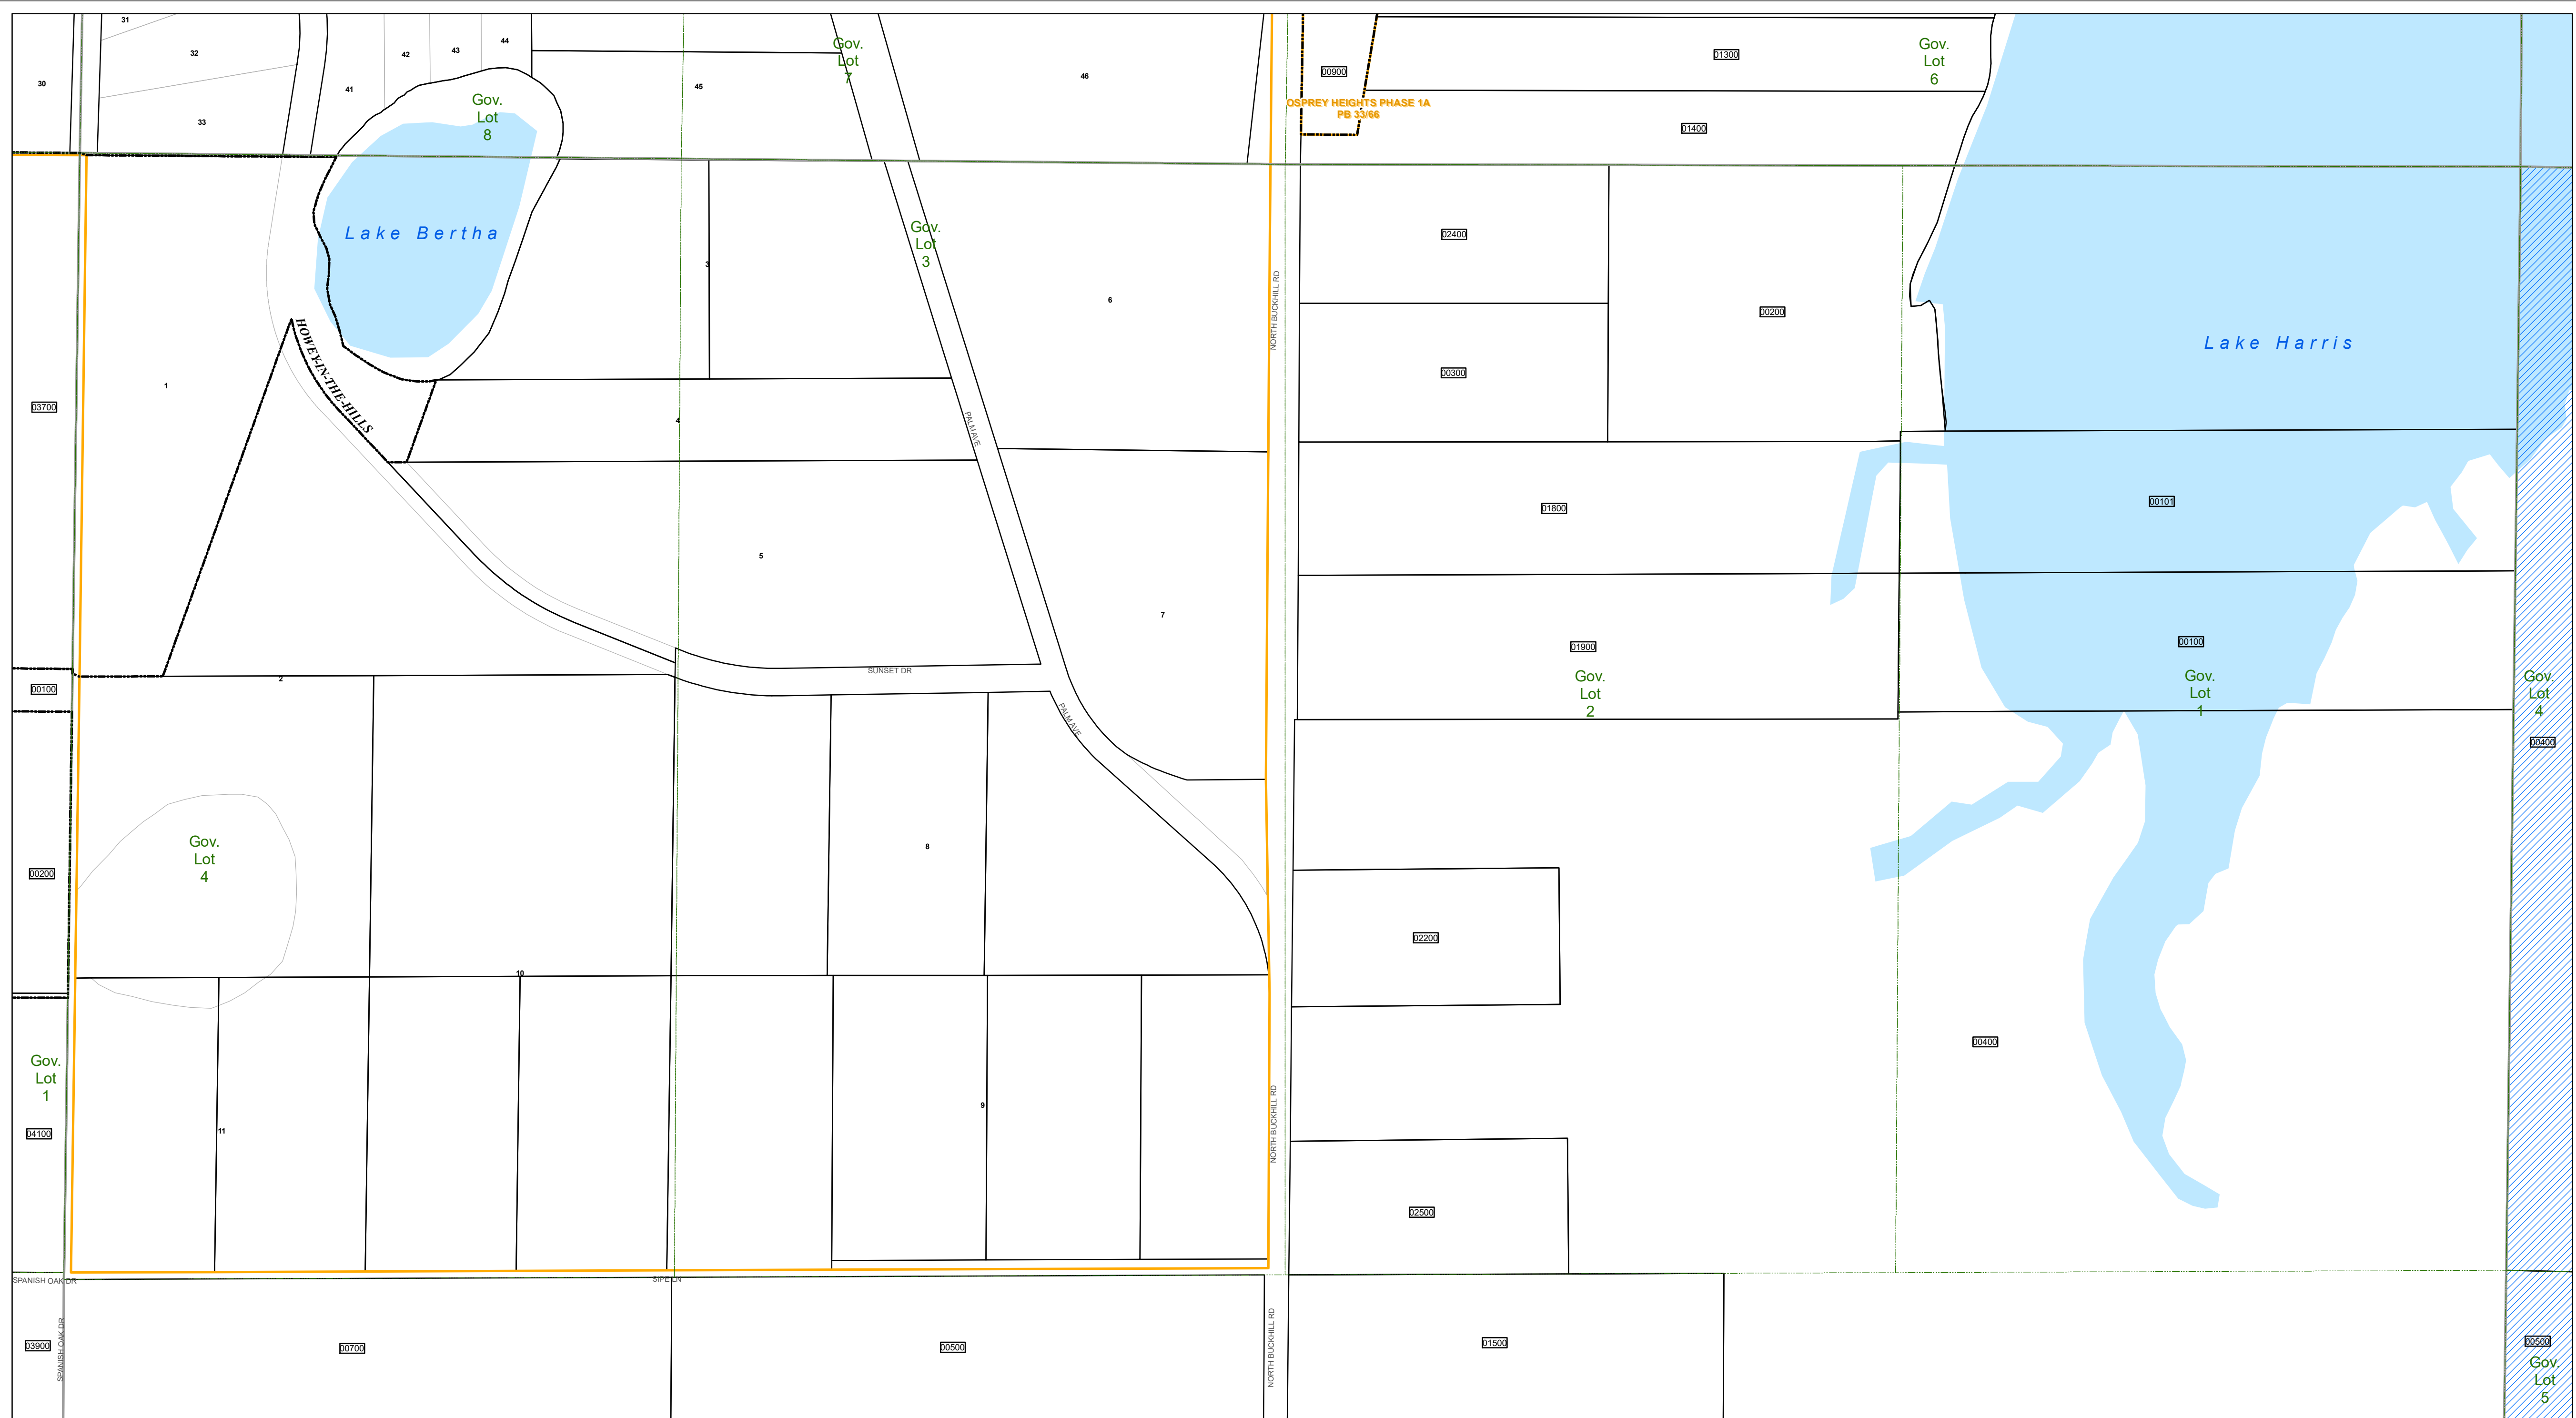 31
32
30
33
41
42
43
44
Gov.
Lot
8
45
Gov.
Lot
7
46
00900
OSPREY HEIGHTS PHASE 1A
PB 33/66
01300
01400
Gov.
Lot
6
Lake Bertha
3
Gov.
Lot
3
6
NORTH BUCKHILL RD
02400
00300
00200
Lake Harris
HOWEY-IN-THE-HILLS
1
03700
4
PALM AVE
5
7
01800
00101
01900
00100
Gov.
Lot
2
Gov.
Lot
1
Gov.
Lot
4
00400
00100
2
SUNSET DR
PALM AVE
00200
Gov.
Lot
4
8
02200
10
00400
Gov.
Lot
1
04100
11
9
NORTH BUCKHILL RD
02500
SPANISH OAK DR
SIPE LN
03900
SPANISH OAK DR
00700
00500
NORTH BUCKHILL RD
01500
00500
Gov.
Lot
5